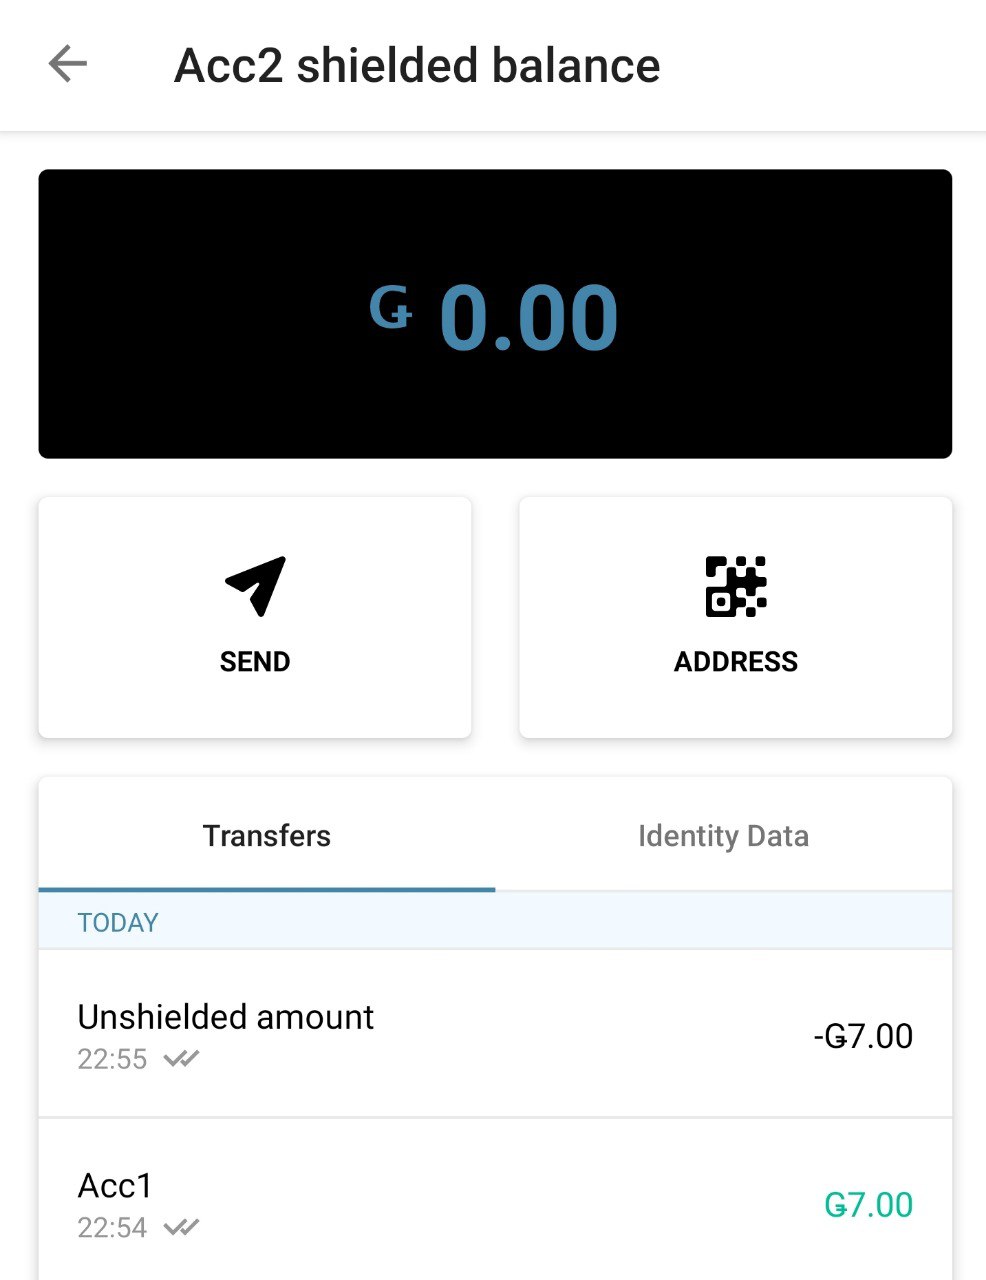 Acc2 shielded balance
Ǥ 0.00
SEND
ADDRESS
Transfers
Identity Data
TODAY
Unshielded amount
-Ǥ7.00
22:55
Acc1
Ǥ7.00
22:54